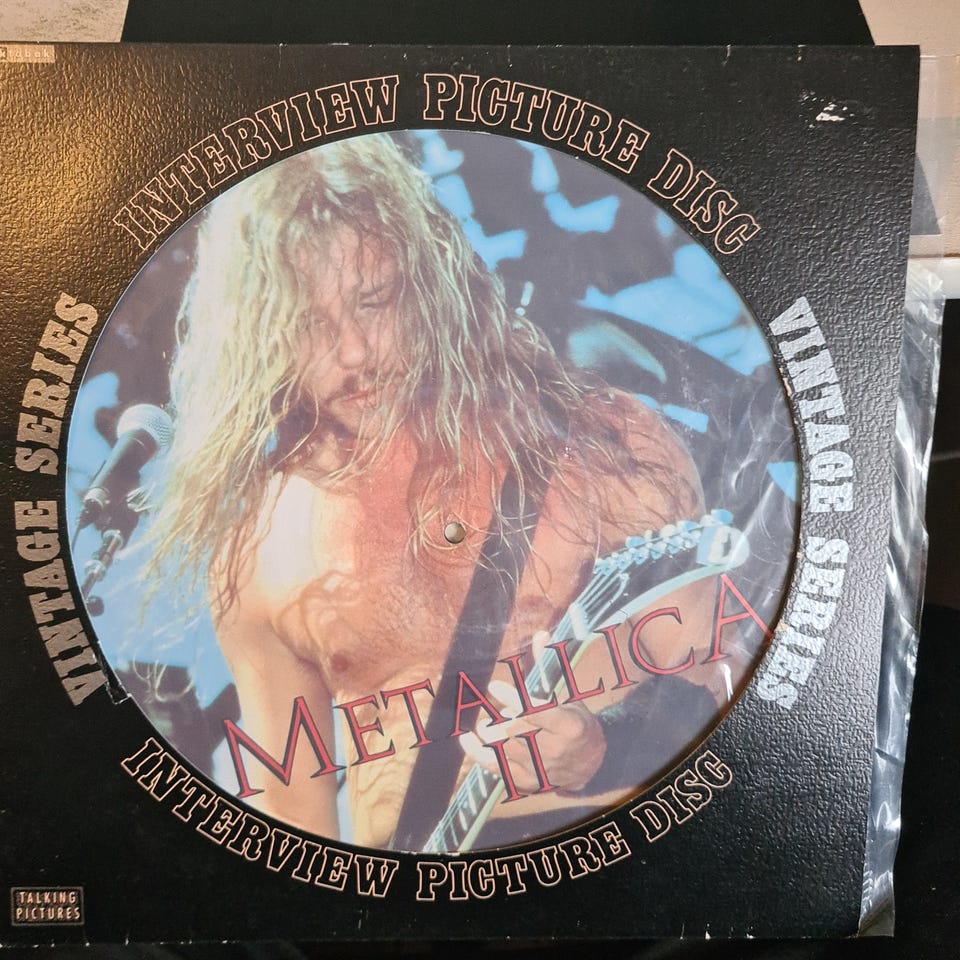 INTERVIEW PICTURE DISC
VINTAGE SERIES
VINTAGE SERIES
METALLICA
II
INTERVIEW PICTURE DISC
TALKING
PICTURES